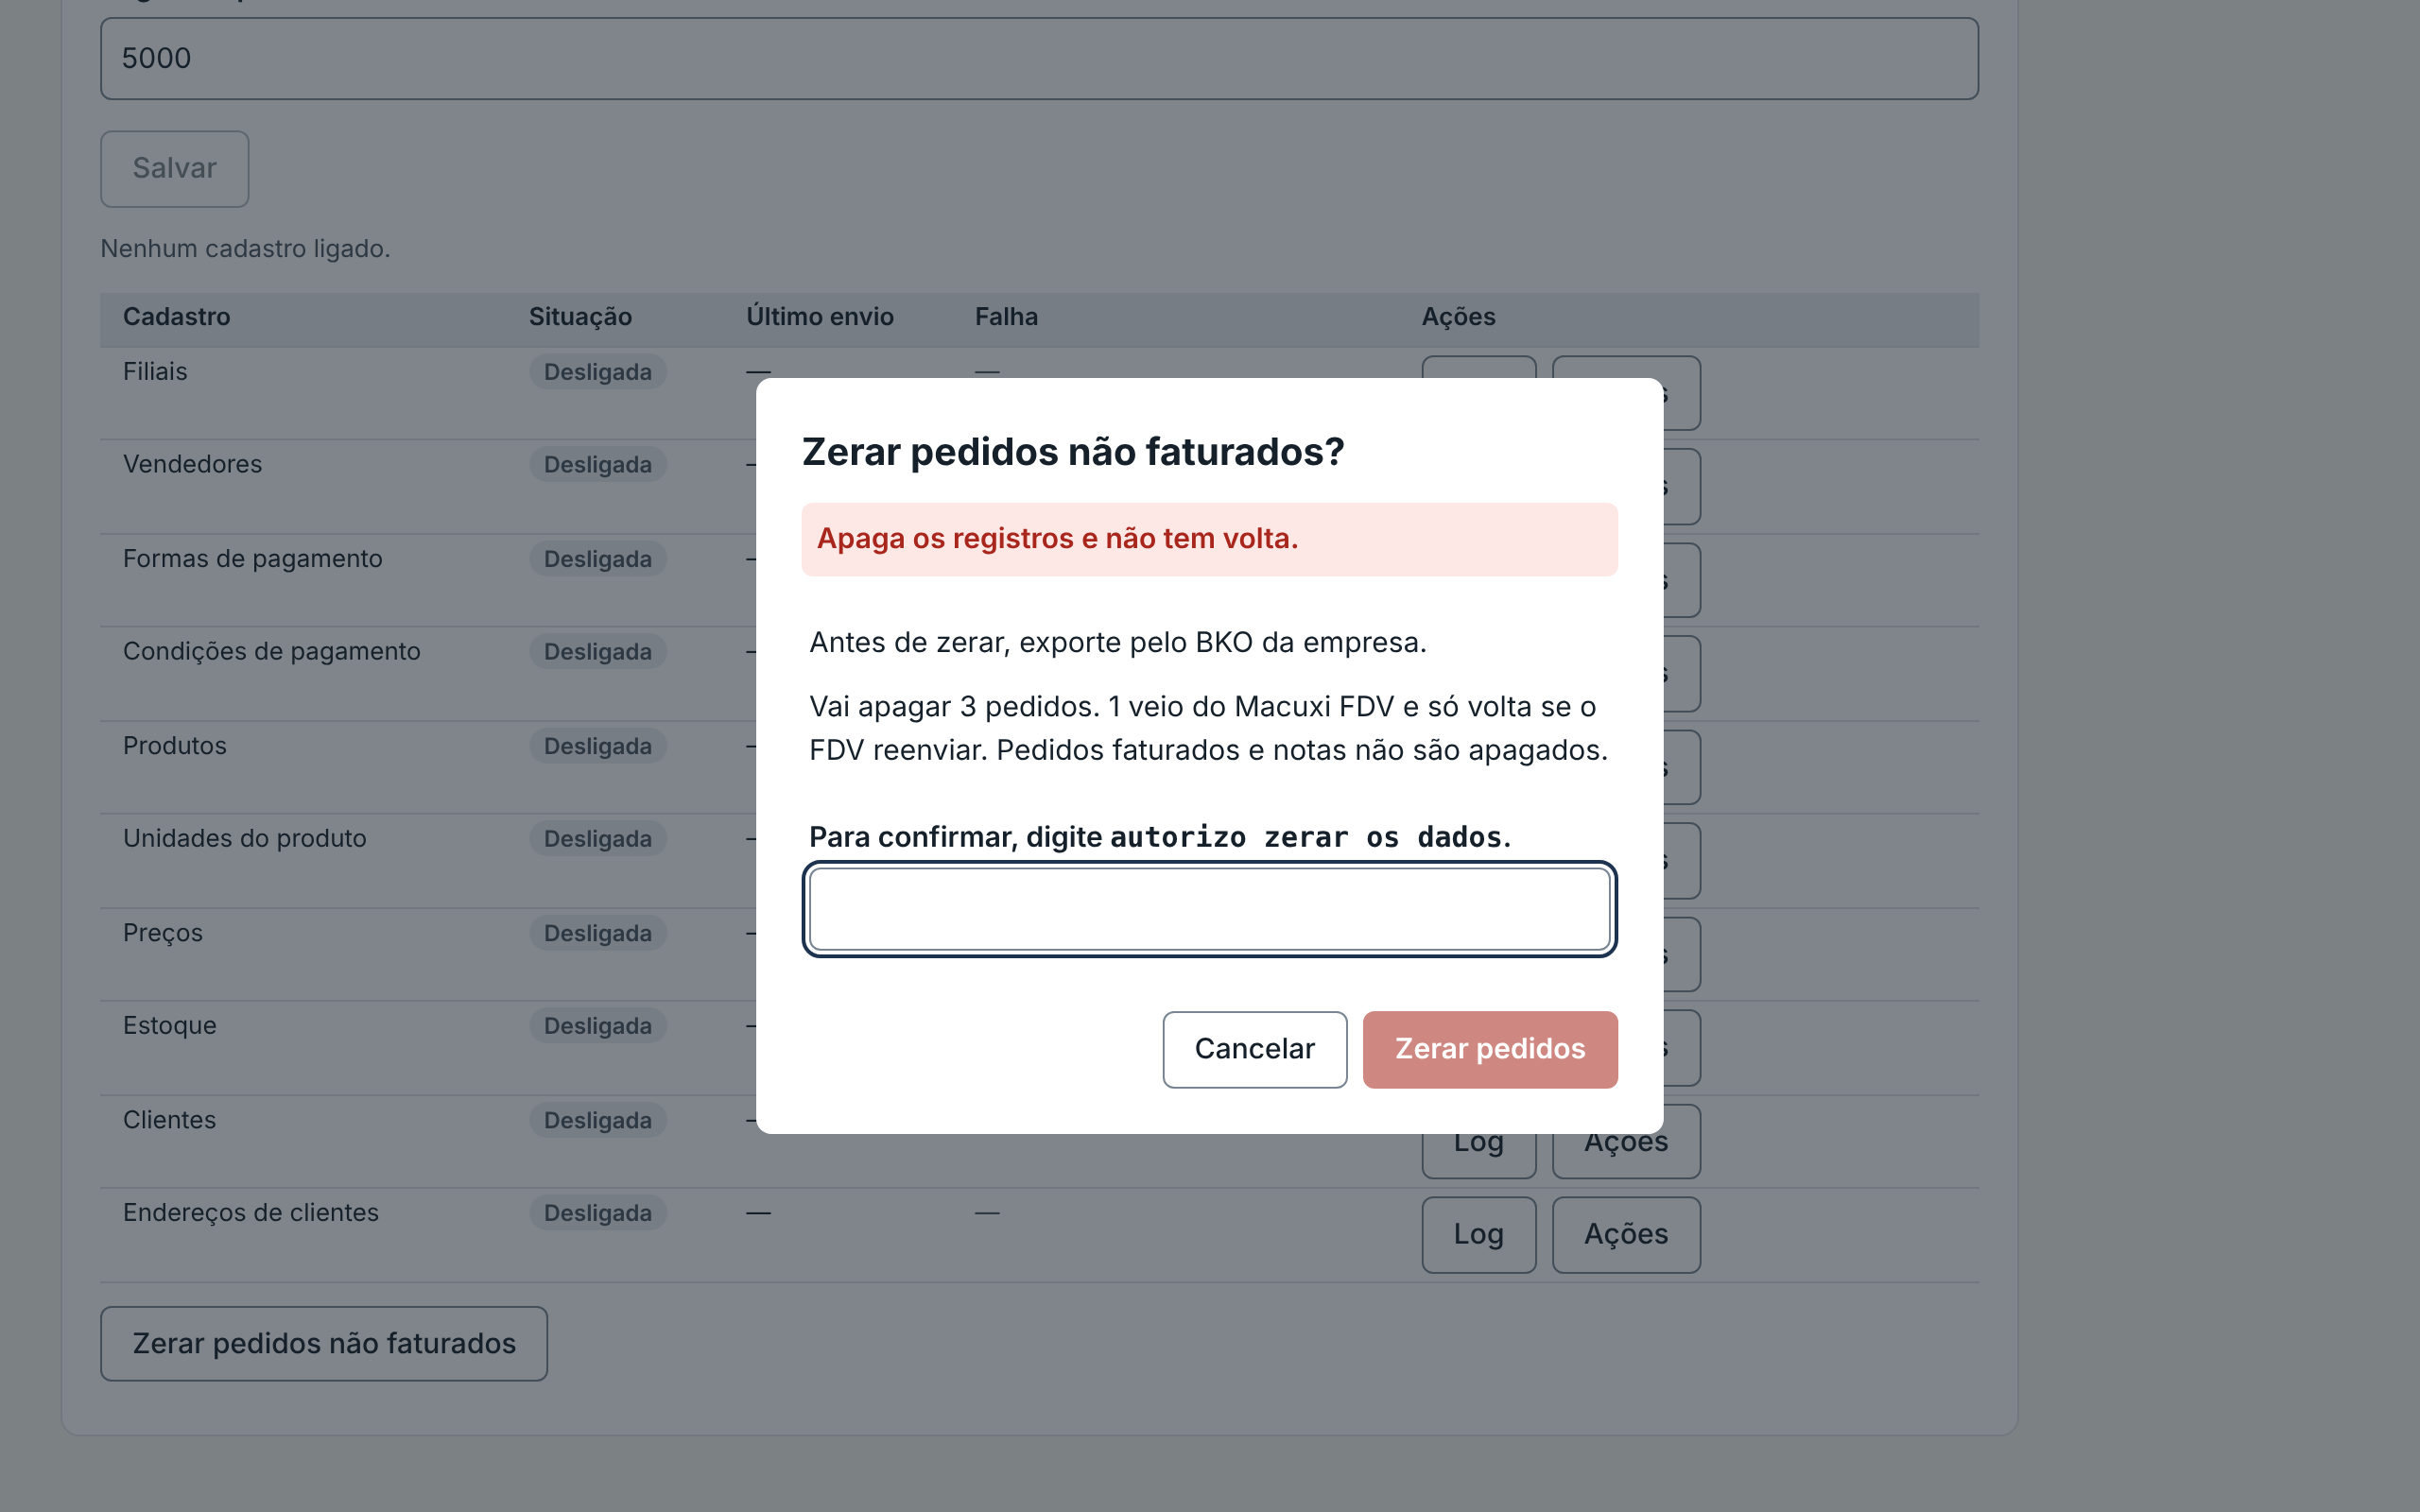 5000
Salvar
Nenhum cadastro ligado.
Cadastro Situação Último envio Falha Ações
Filiais Desligada — —
Vendedores Desligada
Formas de pagamento Desligada
Condições de pagamento Desligada
Produtos Desligada
Unidades do produto Desligada
Preços Desligada
Estoque Desligada
Clientes Desligada Log Ações
Endereços de clientes Desligada — — Log Ações
Zerar pedidos não faturados
Zerar pedidos não faturados?
Apaga os registros e não tem volta.
Antes de zerar, exporte pelo BKO da empresa.
Vai apagar 3 pedidos. 1 veio do Macuxi FDV e só volta se o
FDV reenviar. Pedidos faturados e notas não são apagados.
Para confirmar, digite autorizo zerar os dados.
Cancelar Zerar pedidos